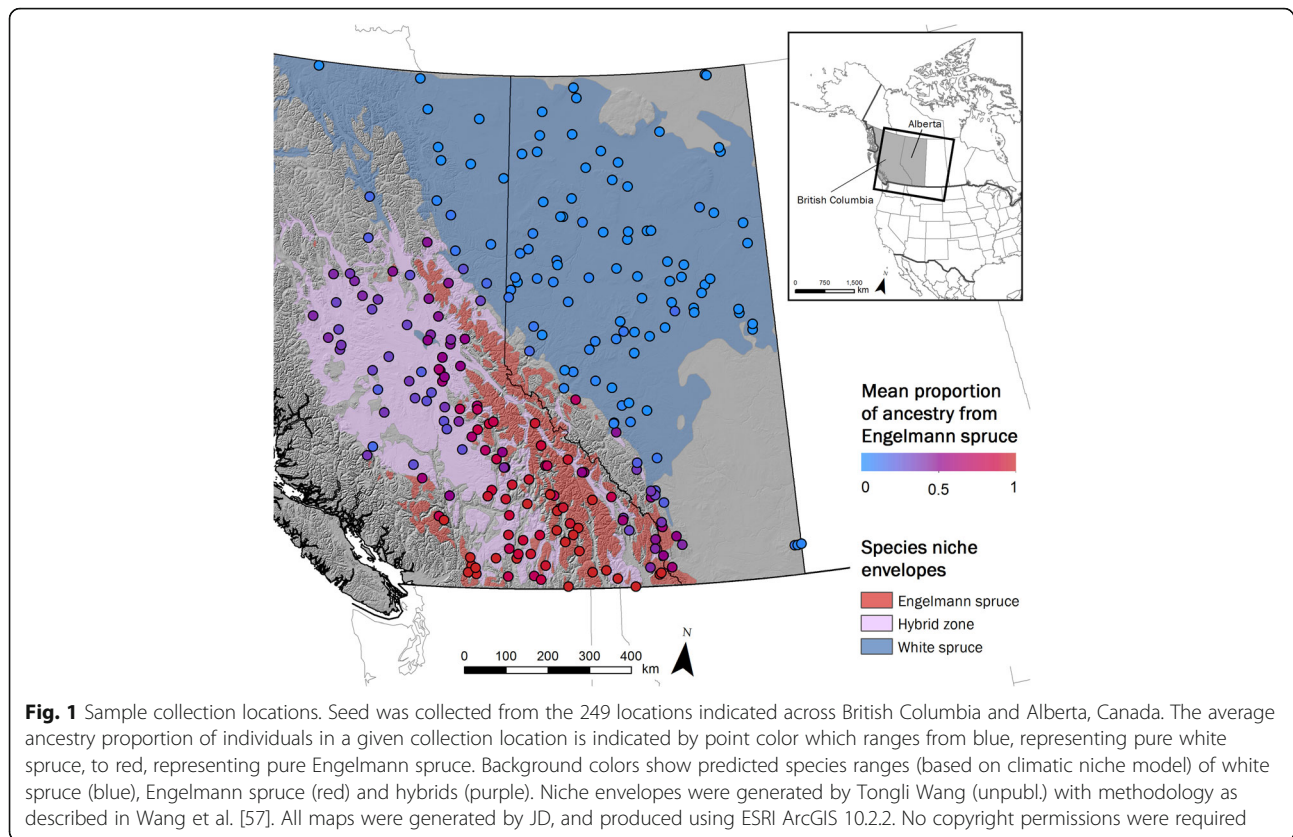 Alberta
British Columbia
N
0 750 1,500
km
Mean proportion
of ancestry from
Engelmann spruce
0 0.5 1
Species niche
envelopes
Engelmann spruce
Hybrid zone
White spruce
N
0 100 200 300 400
km
Fig. 1 Sample collection locations. Seed was collected from the 249 locations indicated across British Columbia and Alberta, Canada. The average
ancestry proportion of individuals in a given collection location is indicated by point color which ranges from blue, representing pure white
spruce, to red, representing pure Engelmann spruce. Background colors show predicted species ranges (based on climatic niche model) of white
spruce (blue), Engelmann spruce (red) and hybrids (purple). Niche envelopes were generated by Tongli Wang (unpubl.) with methodology as
described in Wang et al. [57]. All maps were generated by JD, and produced using ESRI ArcGIS 10.2.2. No copyright permissions were required